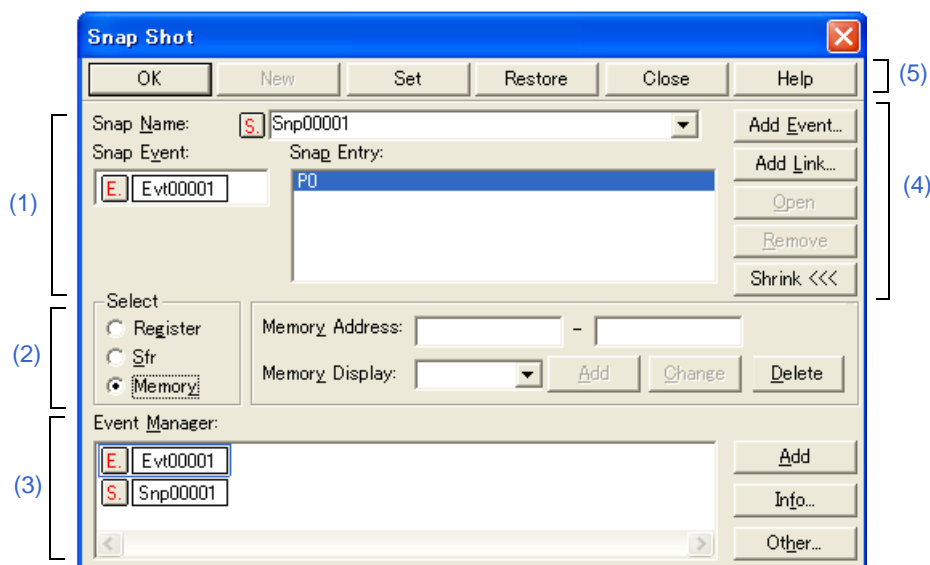 Snap Shot
OK New Set Restore Close Help (5)
Snap Name: S. Snp00001 Add Event...
Snap Event: Snap Entry: Add Link...
E. Evt00001 P0 Open
Remove
Shrink <<<
(1) (4)
Select
Register Memory Address: -
Sfr
Memory Memory Display: Add Change Delete
(2)
Event Manager:
E. Evt00001 Add
S. Snp00001 Info...
Other...
(3)